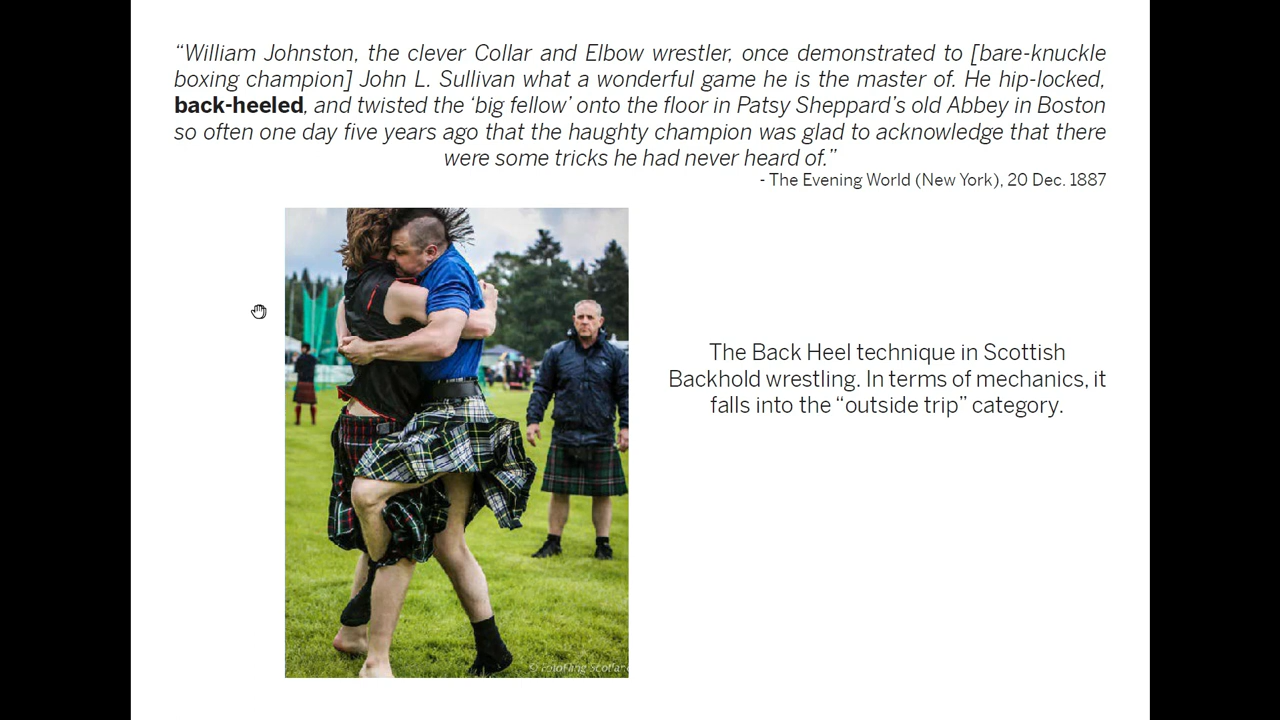 “William Johnston, the clever Collar and Elbow wrestler, once demonstrated to [bare-knuckle
boxing champion] John L. Sullivan what a wonderful game he is the master of. He hip-locked,
back-heeled, and twisted the ‘big fellow’ onto the floor in Patsy Sheppard’s old Abbey in Boston
so often one day five years ago that the haughty champion was glad to acknowledge that there
were some tricks he had never heard of.”
- The Evening World (New York), 20 Dec. 1887
The Back Heel technique in Scottish
Backhold wrestling. In terms of mechanics, it
falls into the “outside trip” category.